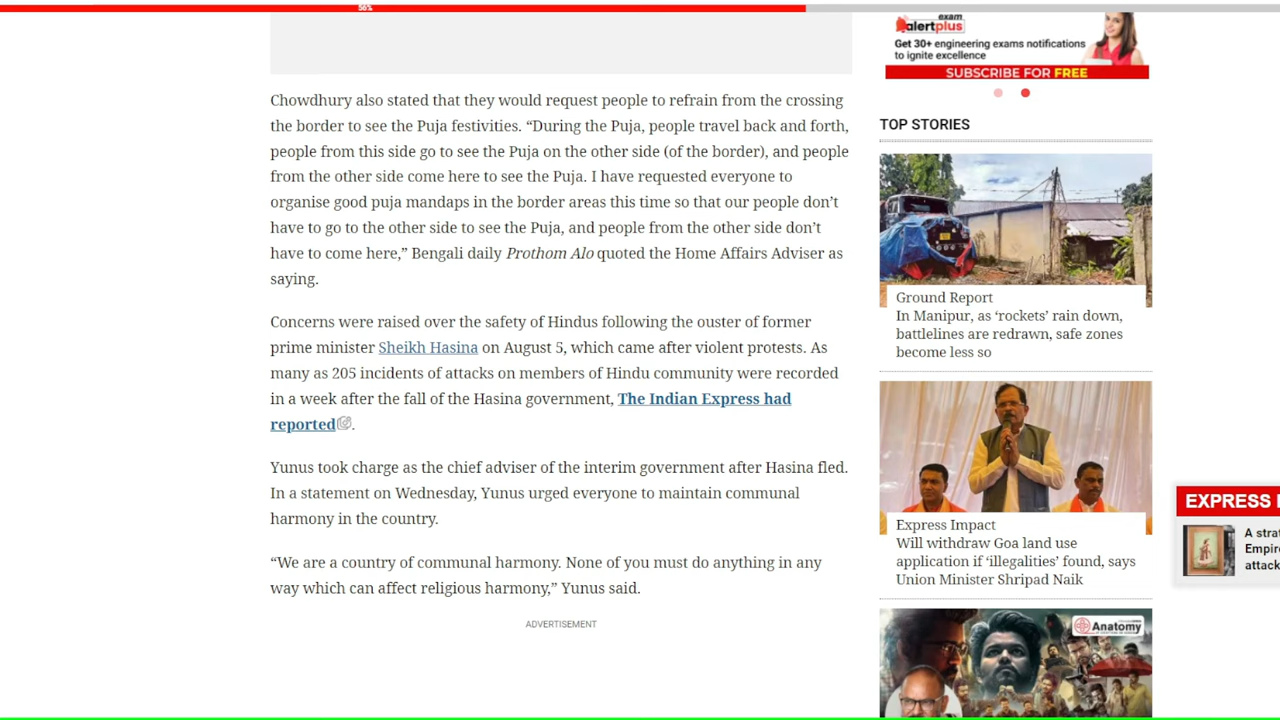 56%
Chowdhury also stated that they would request people to refrain from the crossing
the border to see the Puja festivities. “During the Puja, people travel back and forth,
people from this side go to see the Puja on the other side (of the border), and people
from the other side come here to see the Puja. I have requested everyone to
organise good puja mandaps in the border areas this time so that our people don’t
have to go to the other side to see the Puja, and people from the other side don’t
have to come here,” Bengali daily Prothom Alo quoted the Home Affairs Adviser as
saying.
Concerns were raised over the safety of Hindus following the ouster of former
prime minister Sheikh Hasina on August 5, which came after violent protests. As
many as 205 incidents of attacks on members of Hindu community were recorded
in a week after the fall of the Hasina government, The Indian Express had
reported.
Yunus took charge as the chief adviser of the interim government after Hasina fled.
In a statement on Wednesday, Yunus urged everyone to maintain communal
harmony in the country.
“We are a country of communal harmony. None of you must do anything in any
way which can affect religious harmony,” Yunus said.
ADVERTISEMENT
exam
alertplus
Get 30+ engineering exams notifications
to ignite excellence
SUBSCRIBE FOR FREE
TOP STORIES
Ground Report
In Manipur, as ‘rockets’ rain down,
battlelines are redrawn, safe zones
become less so
Express Impact
Will withdraw Goa land use
application if ‘illegalities’ found, says
Union Minister Shripad Naik
Anatomy
EXPRESS
A strat
Empire
attack